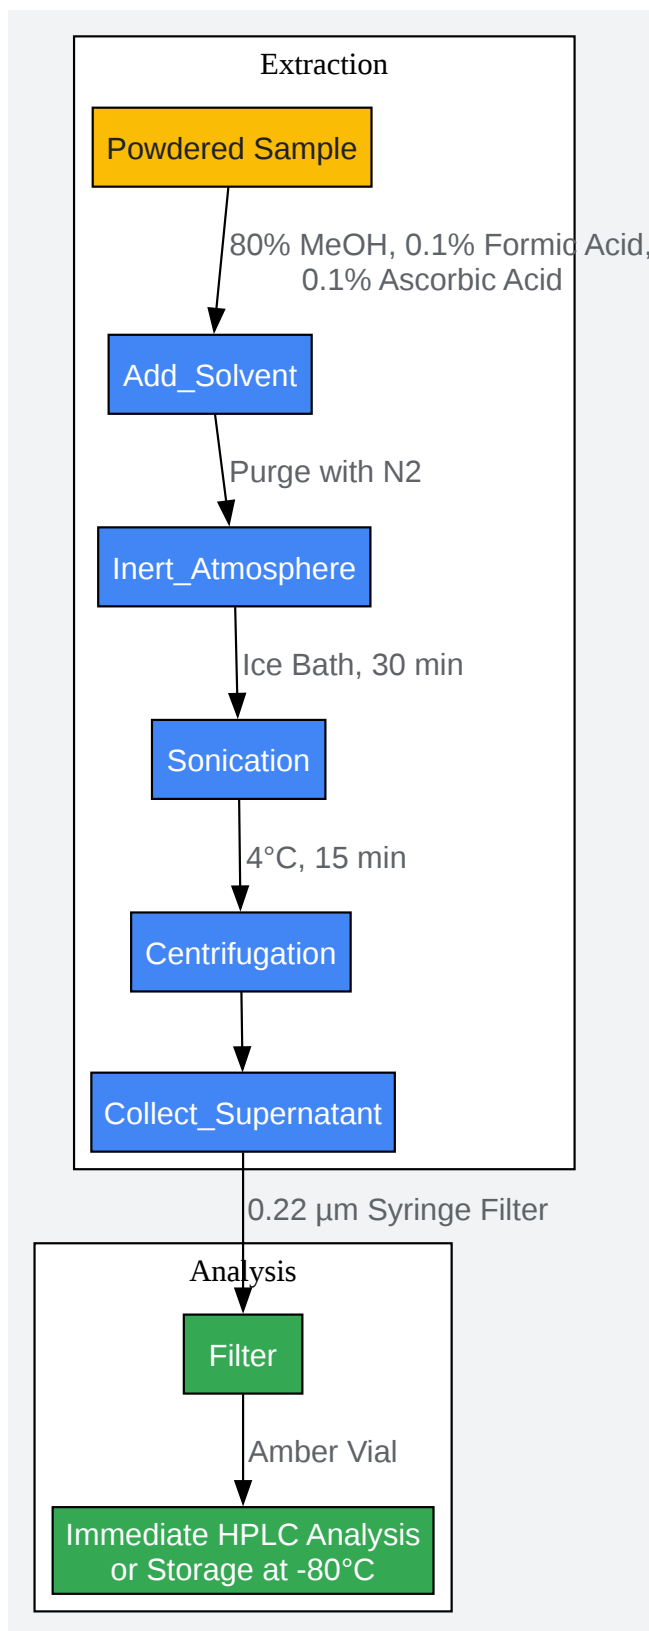 Extraction
Powdered Sample
80% MeOH, 0.1% Formic Acid,
0.1% Ascorbic Acid
Add_Solvent
Purge with N2
Inert_Atmosphere
Ice Bath, 30 min
Sonication
4°C, 15 min
Centrifugation
Collect_Supernatant
0.22 µm Syringe Filter
Analysis
Filter
Amber Vial
Immediate HPLC Analysis
or Storage at -80°C